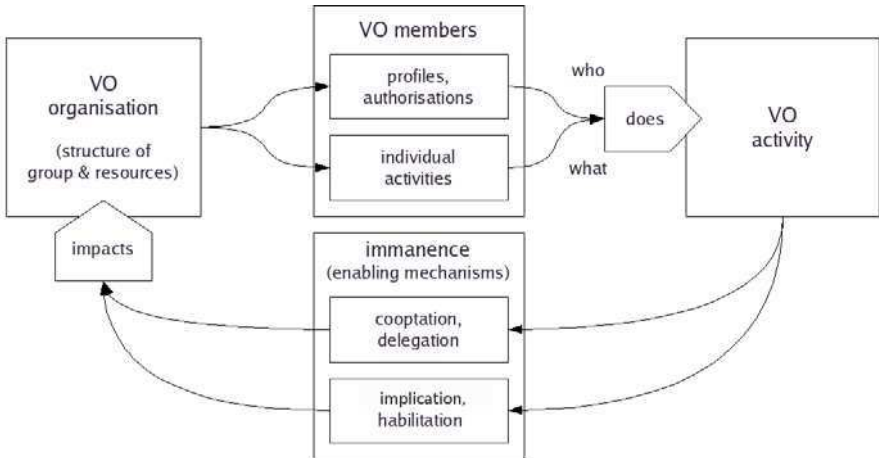 VO
organisation
(structure of
group & resources)
impacts
VO members
profiles,
authorisations
individual
activities
who
what
does
VO
activity
immanence
(enabling mechanisms)
cooptation,
delegation
implication,
habilitation